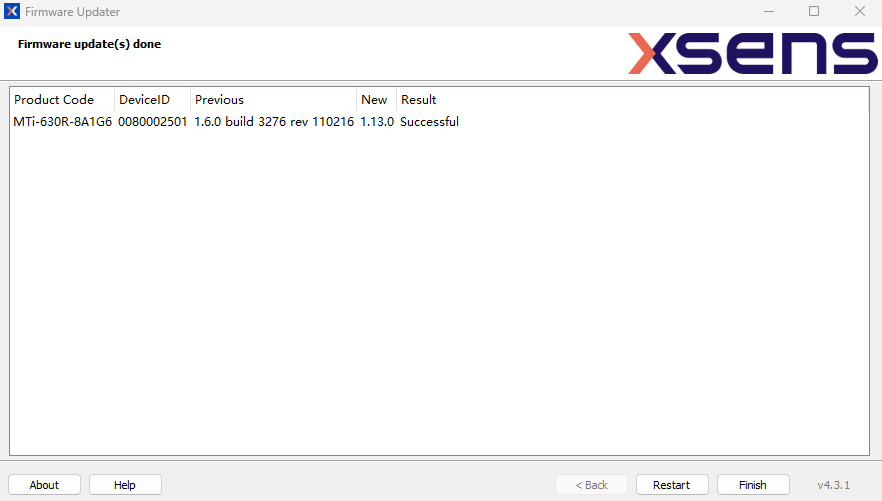 Firmware Updater
Firmware update(s) done
xsens
Product Code DeviceID Previous New Result
MTi-630R-8A1G6 0080002501 1.6.0 build 3276 rev 110216 1.13.0 Successful
About Help < Back Restart Finish v4.3.1